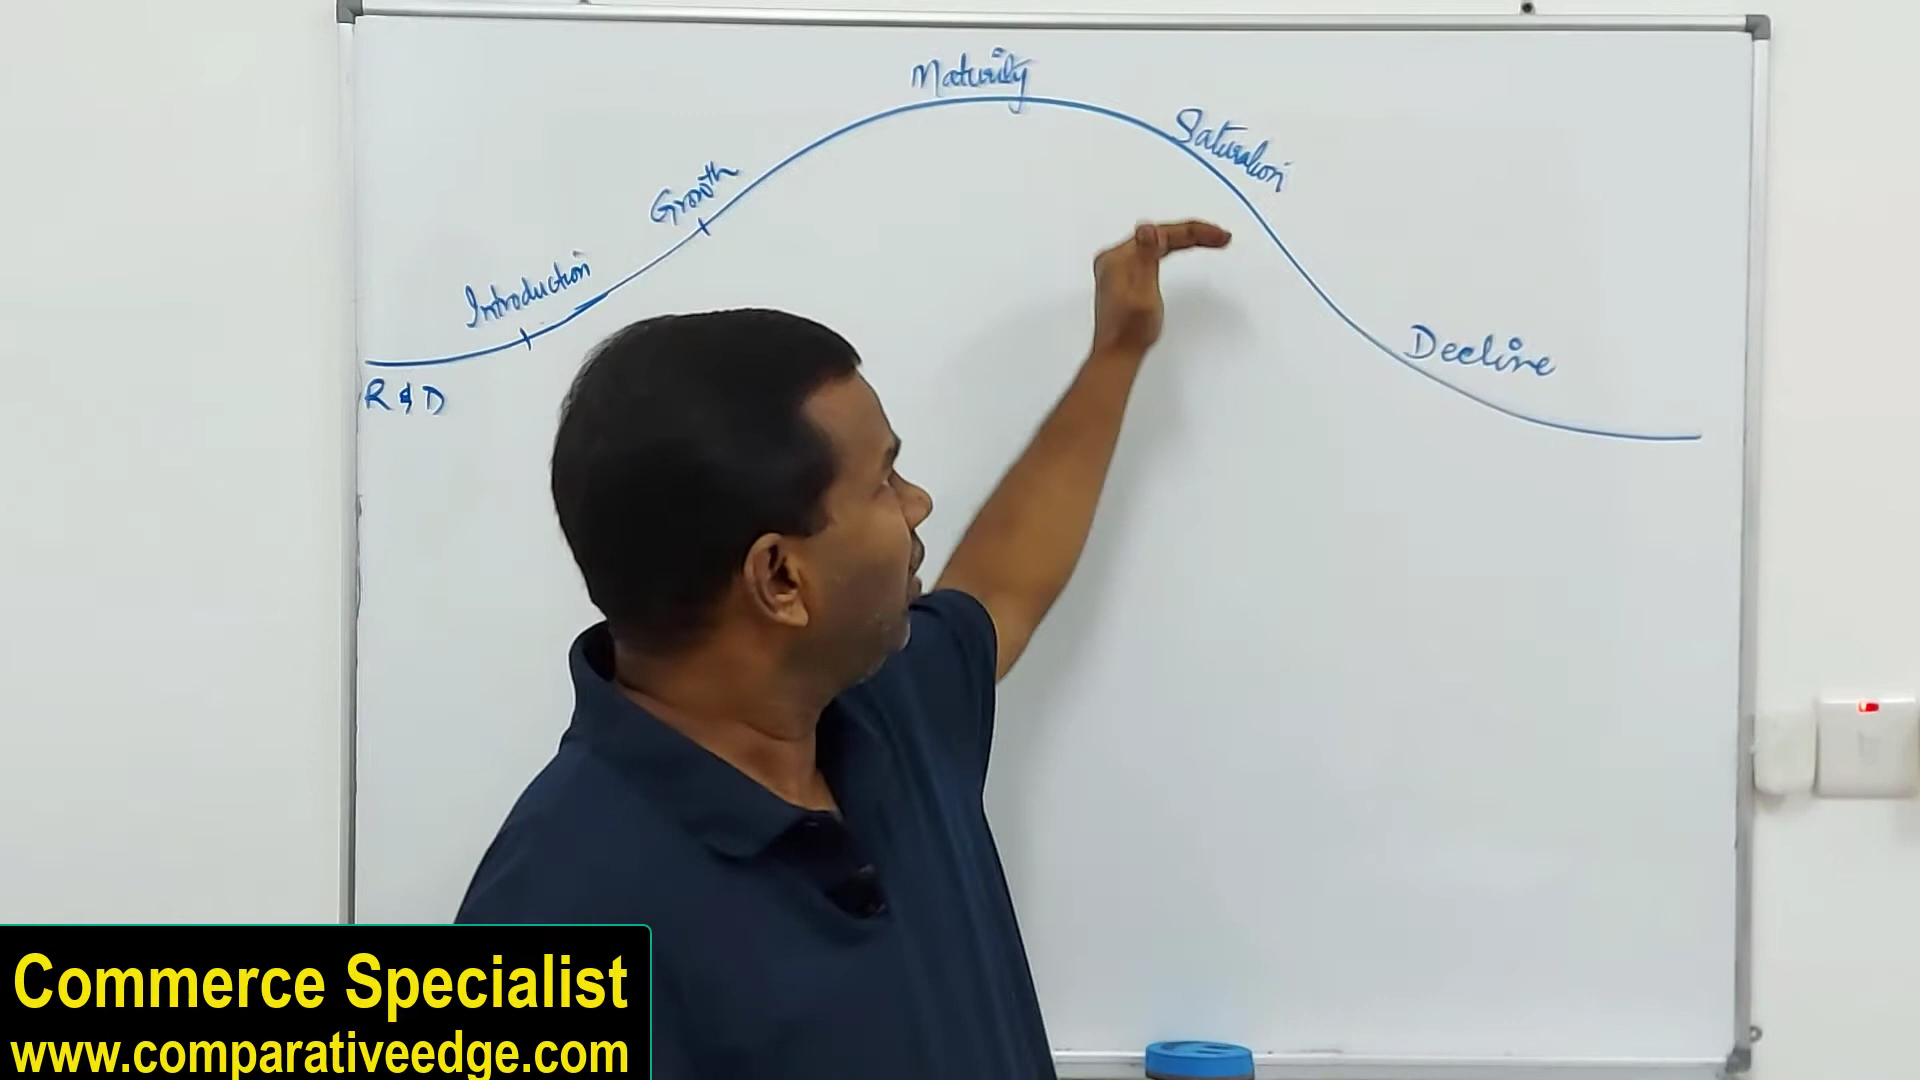 Maturity
Saturation
Growth
Introduction
Decline
R & D
Commerce Specialist
www.comparativeedge.com